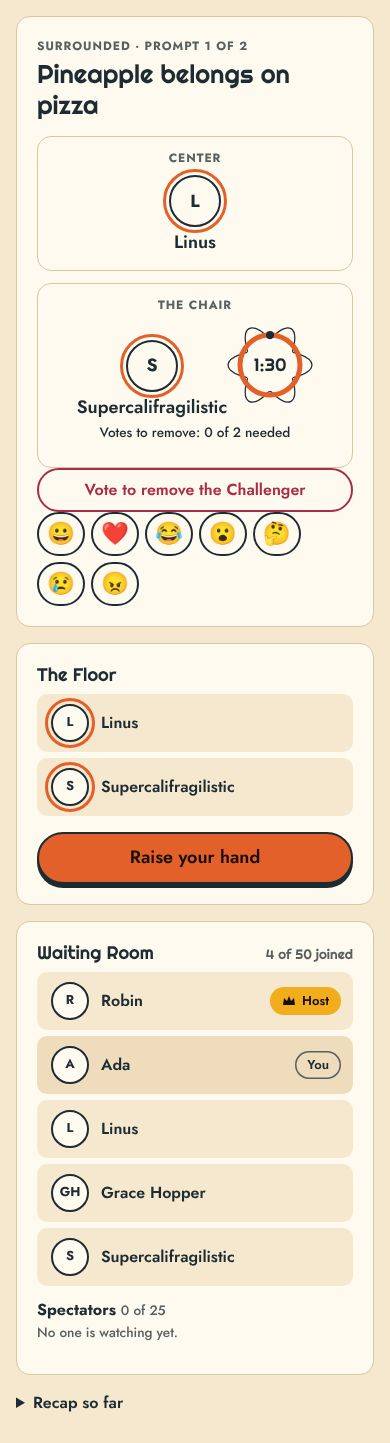 SURROUNDED · PROMPT 1 OF 2
Pineapple belongs on
pizza
CENTER
L
Linus
THE CHAIR
S
1:30
Supercalifragilistic
Votes to remove: 0 of 2 needed
Vote to remove the Challenger
The Floor
L Linus
S Supercalifragilistic
Raise your hand
Waiting Room 4 of 50 joined
R Robin Host
A Ada You
L Linus
GH Grace Hopper
S Supercalifragilistic
Spectators 0 of 25
No one is watching yet.
Recap so far